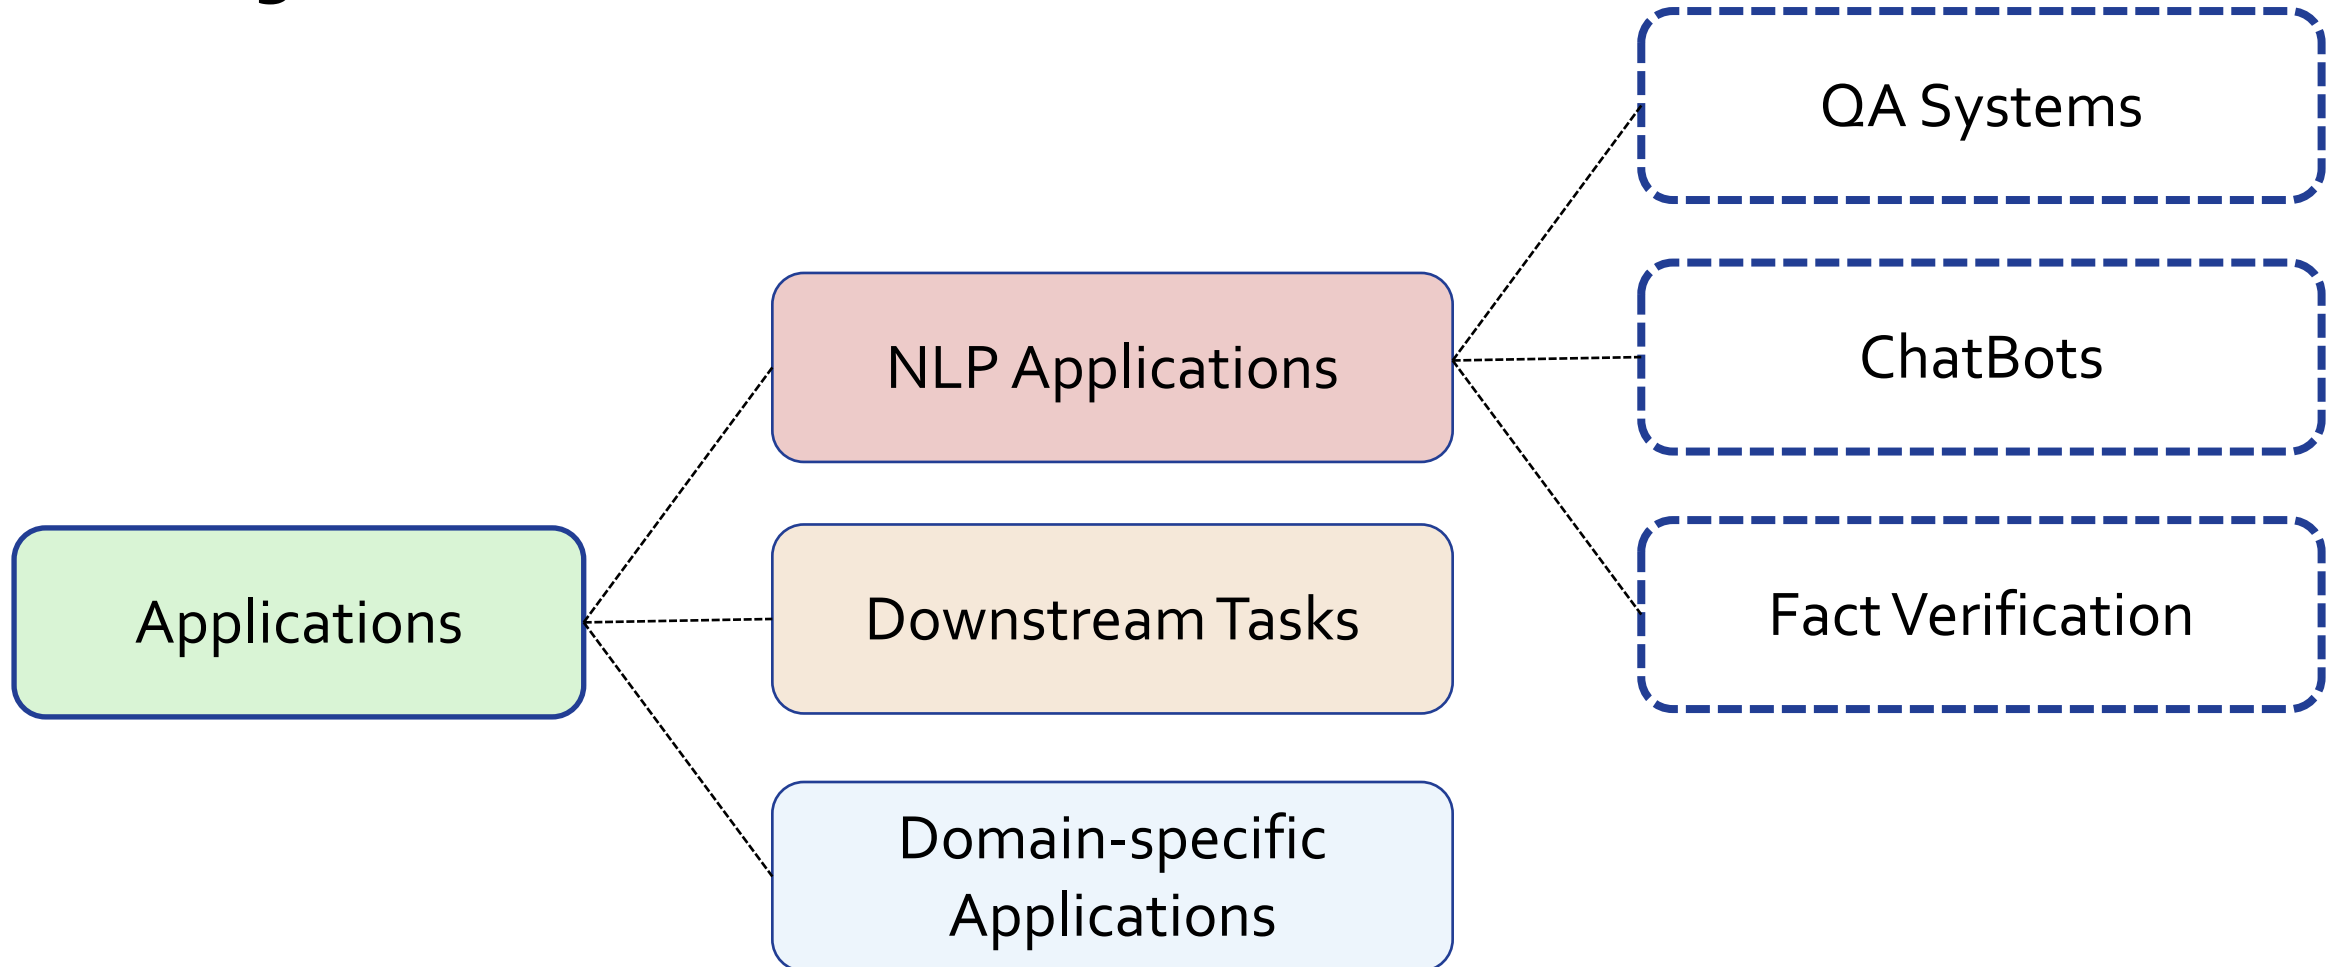 QA Systems
NLP Applications
ChatBots
Applications
Downstream Tasks
Fact Verification
Domain-specific
Applications